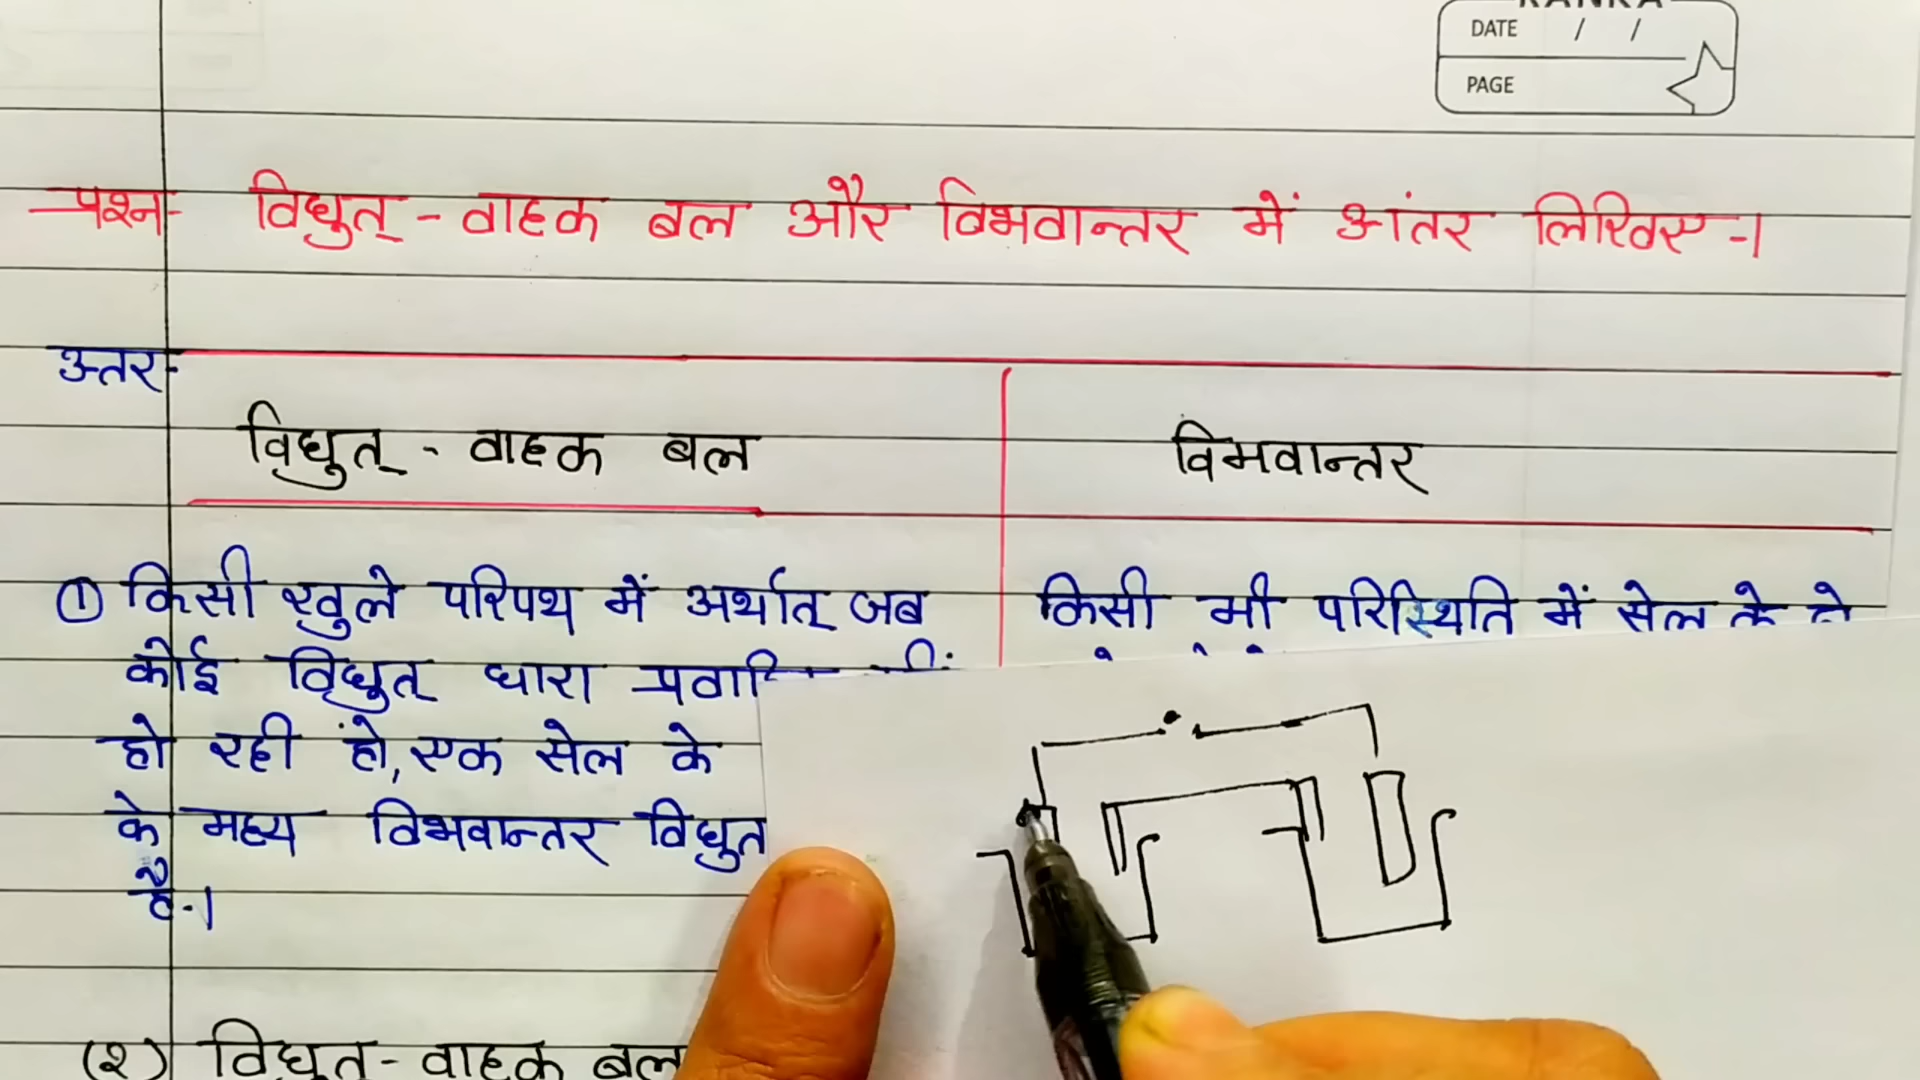 DATE / /
PAGE
प्रश्न- विद्युत् - वाहक बल और विभवान्तर में अंतर लिखिए -।
उत्तर-
विद्युत् - वाहक बल विभवान्तर
① किसी खुले परिपथ में अर्थात् जब किसी भी परिस्थिति में सेल के
कोई विद्युत् धारा
हो रही हो, एक सेल के
के मध्य विभवान्तर विद्युत
है -।
(२) विद्युत् - वाहक बल